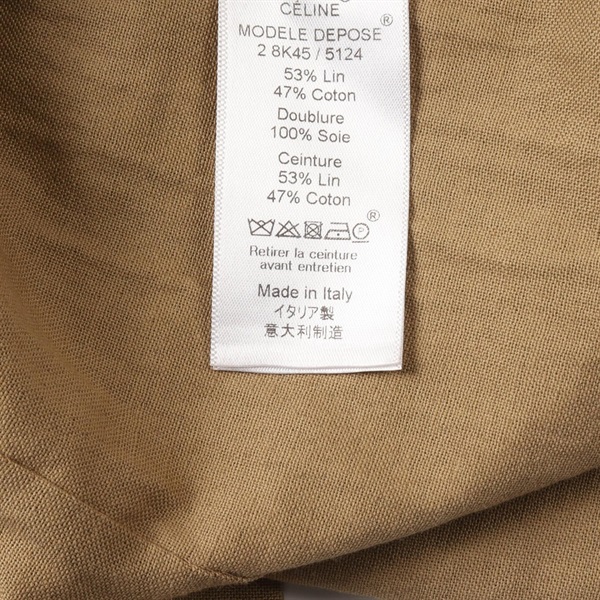 CÉLINE
MODELE DEPOSE ®
2 8K45 / 5124
53% Lin
47% Coton
Doublure
100% Soie
Ceinture
53% Lin
47% Coton
®
Retirer la ceinture
avant entretien
Made in Italy
イタリア製
意大利制造